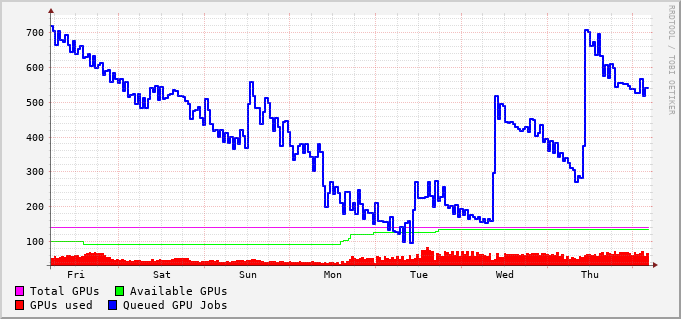 RRDTOOL / TOBI OETIKER
700
600
500
400
300
200
100
Fri Sat Sun Mon Tue Wed Thu
Total GPUs Available GPUs
GPUs used Queued GPU Jobs